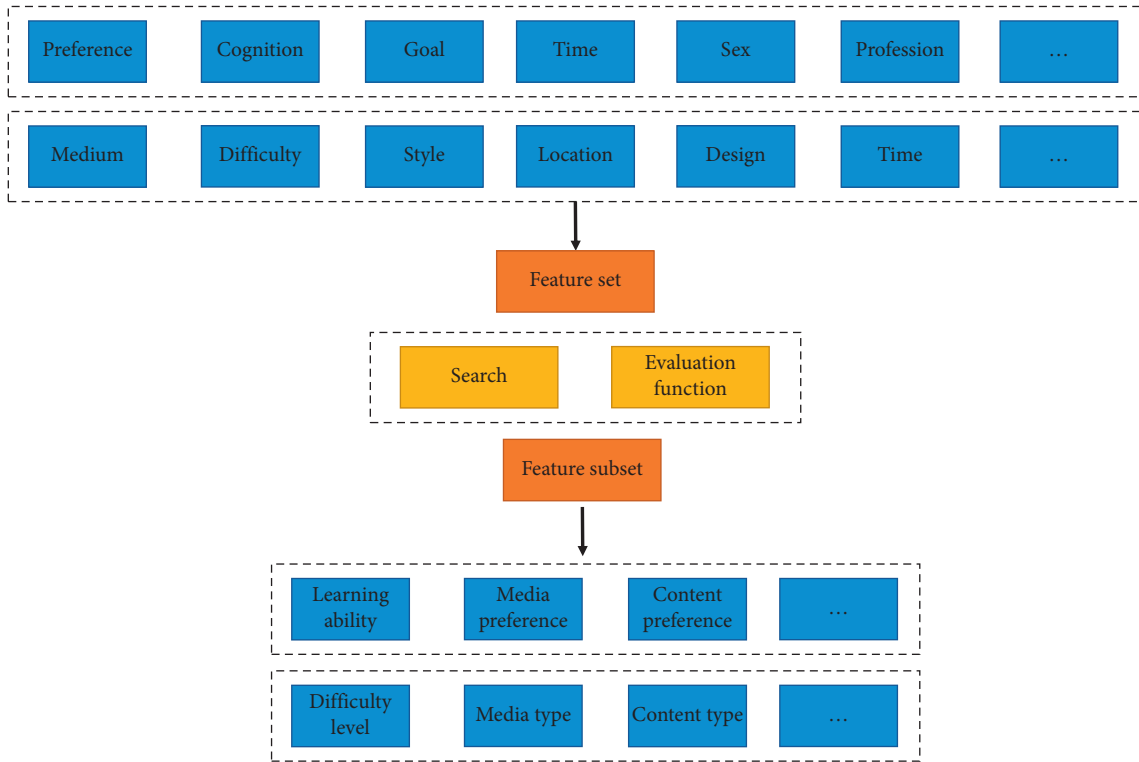 Preference
Cognition
Goal
Time
Sex
Profession
…
Medium
Difficulty
Style
Location
Design
Time
…
Feature set
Search
Evaluation
function
Feature subset
Learning
ability
Media
preference
Content
preference
…
Difficulty
level
Media type
Content type
…